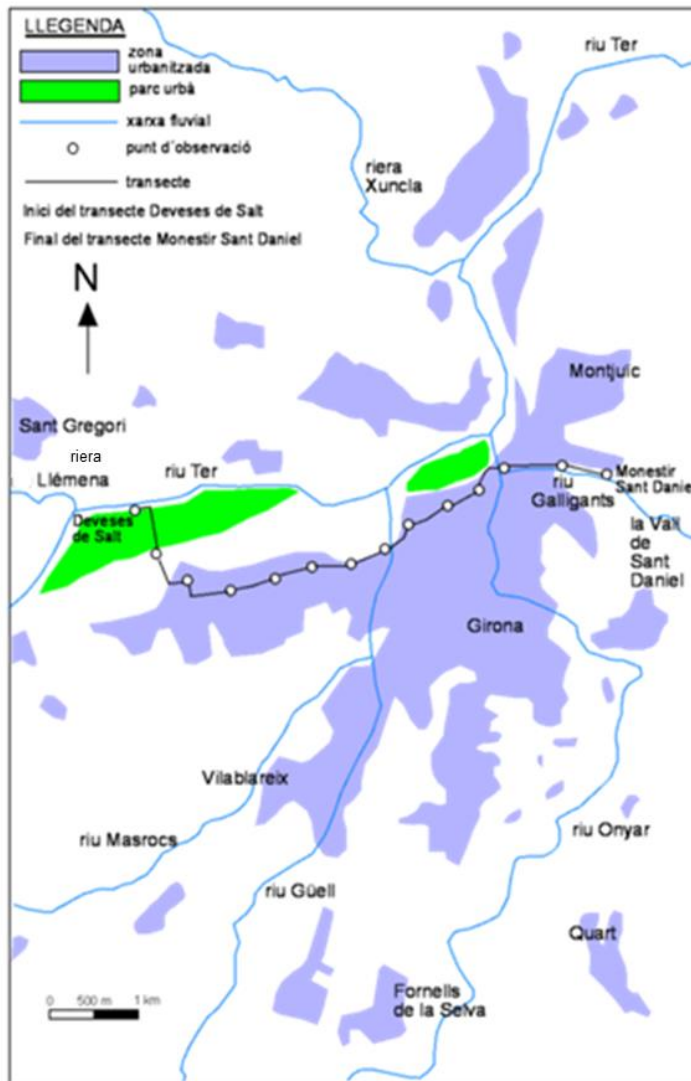 LLEGENDA
zona
urbanitzada
parc urbà
xarxa fluvial
punt d´observació
transecte
Inici del transecte Deveses de Salt
Final del transecte Monestir Sant Daniel
N
riu Ter
riera
Xuncla
Montjuïc
Sant Gregori
riera
Llémena
riu Ter
Deveses
de Salt
Monestir
Sant Danie
riu
Galligants
la Vall
de
Sant
Daniel
Girona
Vilablareix
riu Masrocs
riu Onyar
riu Güell
Quart
Fornells
de la Selva
0 500 m 1 km